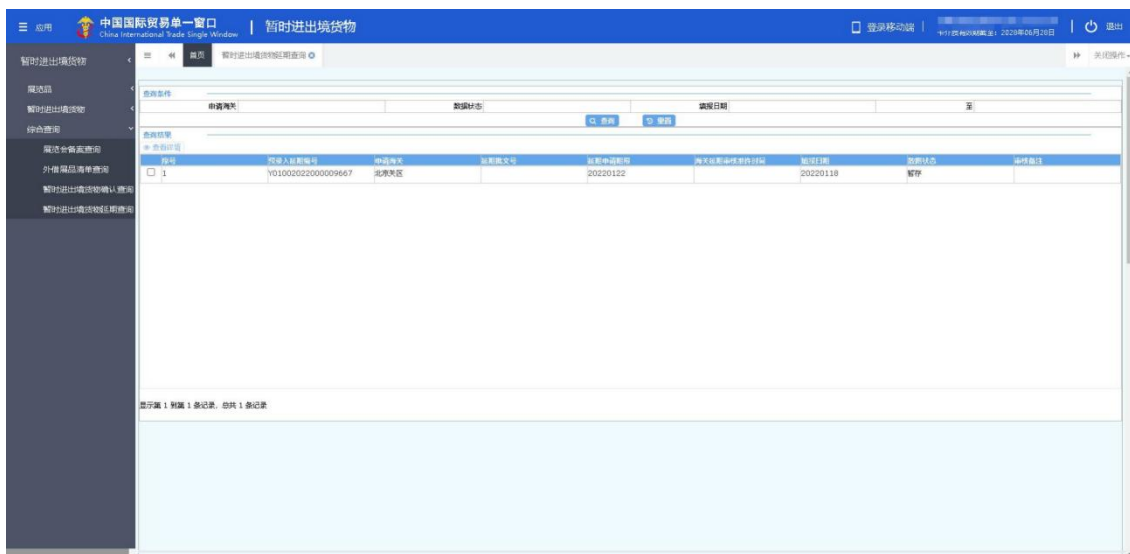 应用
中国国际贸易单一窗口
China International Trade Single Window
暂时进出境货物
登录移动端
2020年06月20日
退出
暂时进出境货物
首页
暂时进出境货物延期查询
关闭操作
展览品
暂时进出境货物
综合查询
展览会备案查询
外借展品清单查询
暂时进出境货物确认查询
暂时进出境货物延期查询
查询条件
申请海关
数据状态
填报日期
至
查询
重置
查询结果
查看详细
序号
预录入延期编号
申请海关
延期批文号
延期申请期限
填报日期
数据状态
审核备注
1
Y01002022000009667
北京关区
20220122
20220118
暂存
显示第 1 到第 1 条记录，总共 1 条记录